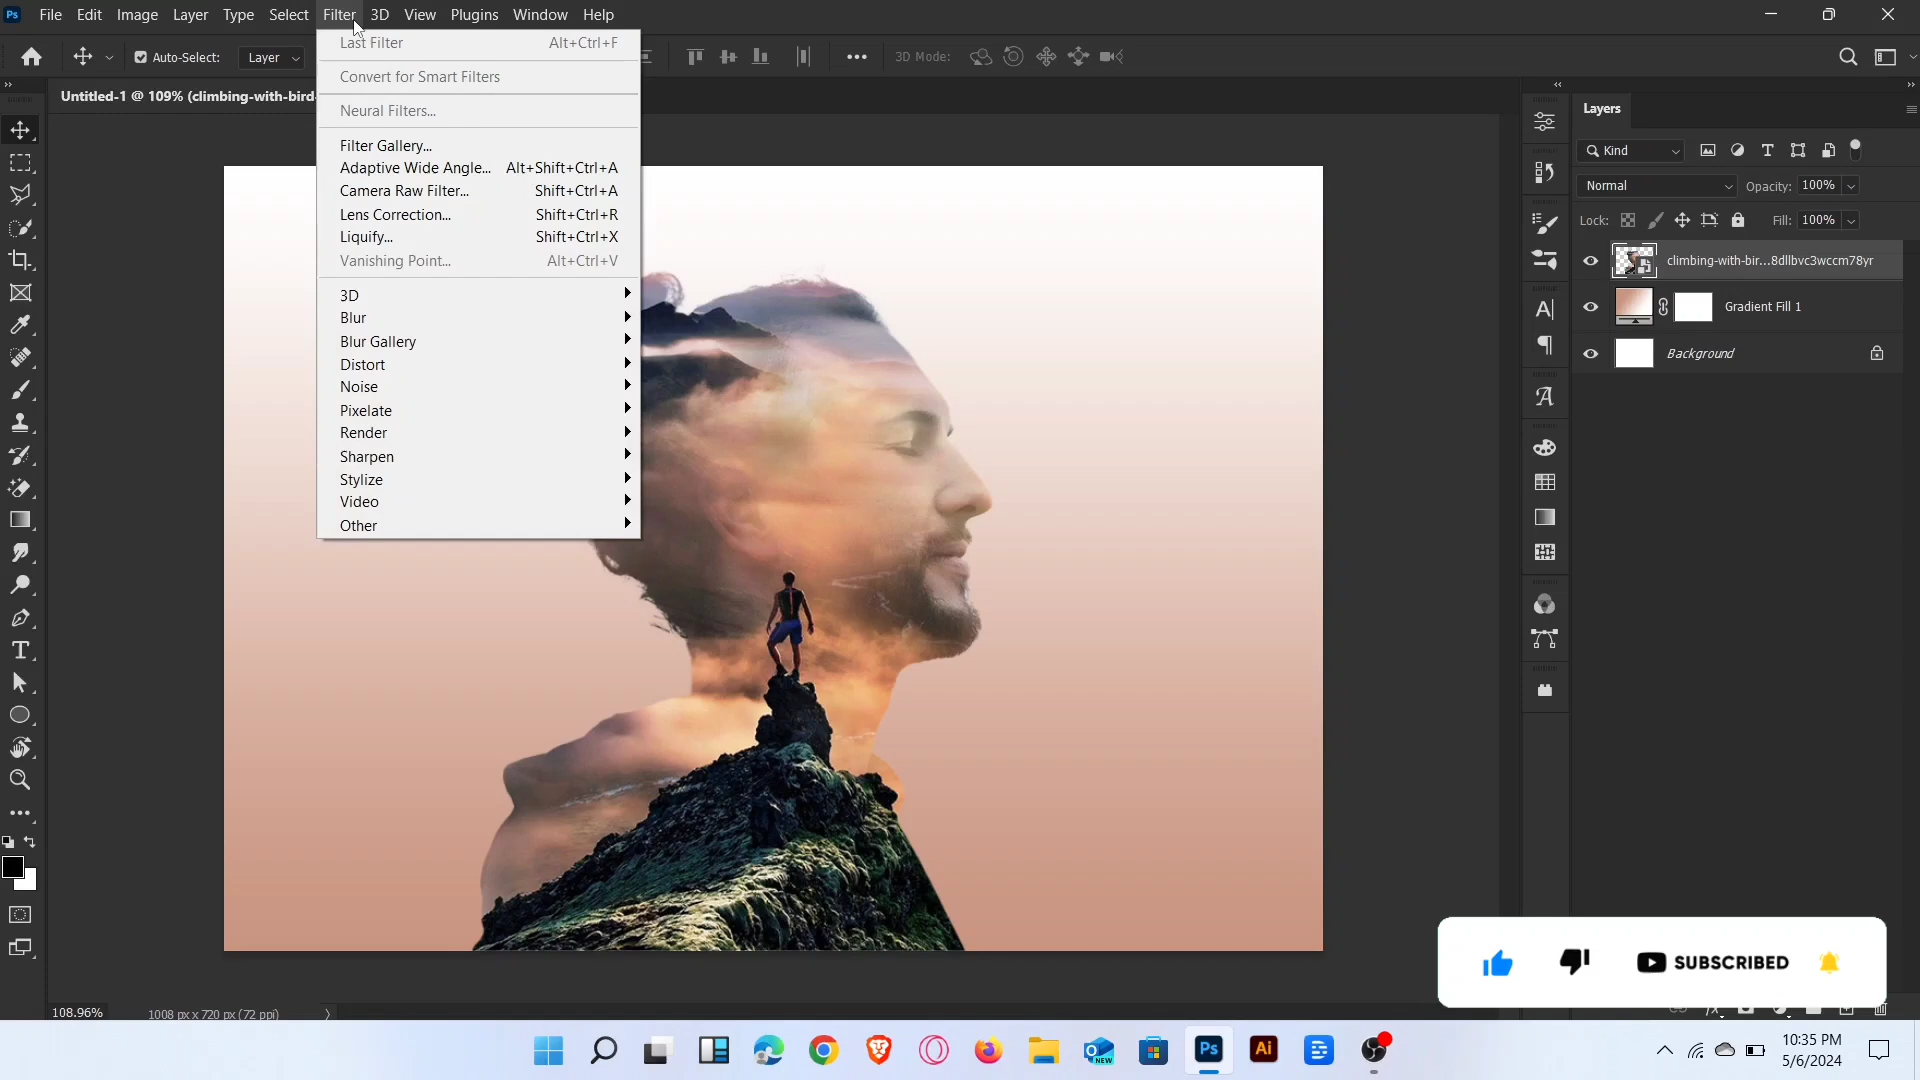 Ps File Edit Image Layer Type Select Filter 3D View Plugins Window Help
Auto-Select: Layer 3D Mode:
Untitled-1 @ 109% (climbing-with-bird-
Last Filter Alt+Ctrl+F
Convert for Smart Filters
Neural Filters...
Filter Gallery...
Adaptive Wide Angle... Alt+Shift+Ctrl+A
Camera Raw Filter... Shift+Ctrl+A
Lens Correction... Shift+Ctrl+R
Liquify... Shift+Ctrl+X
Vanishing Point... Alt+Ctrl+V
3D
Blur
Blur Gallery
Distort
Noise
Pixelate
Render
Sharpen
Stylize
Video
Other
Layers
Kind
Normal Opacity: 100%
Lock: Fill: 100%
climbing-with-bir...8dllbvc3wccm78yr
Gradient Fill 1
Background
SUBSCRIBED
108.96% 1008 px x 720 px (72 ppi)
NEW Ps Ai
10:35 PM
5/6/2024